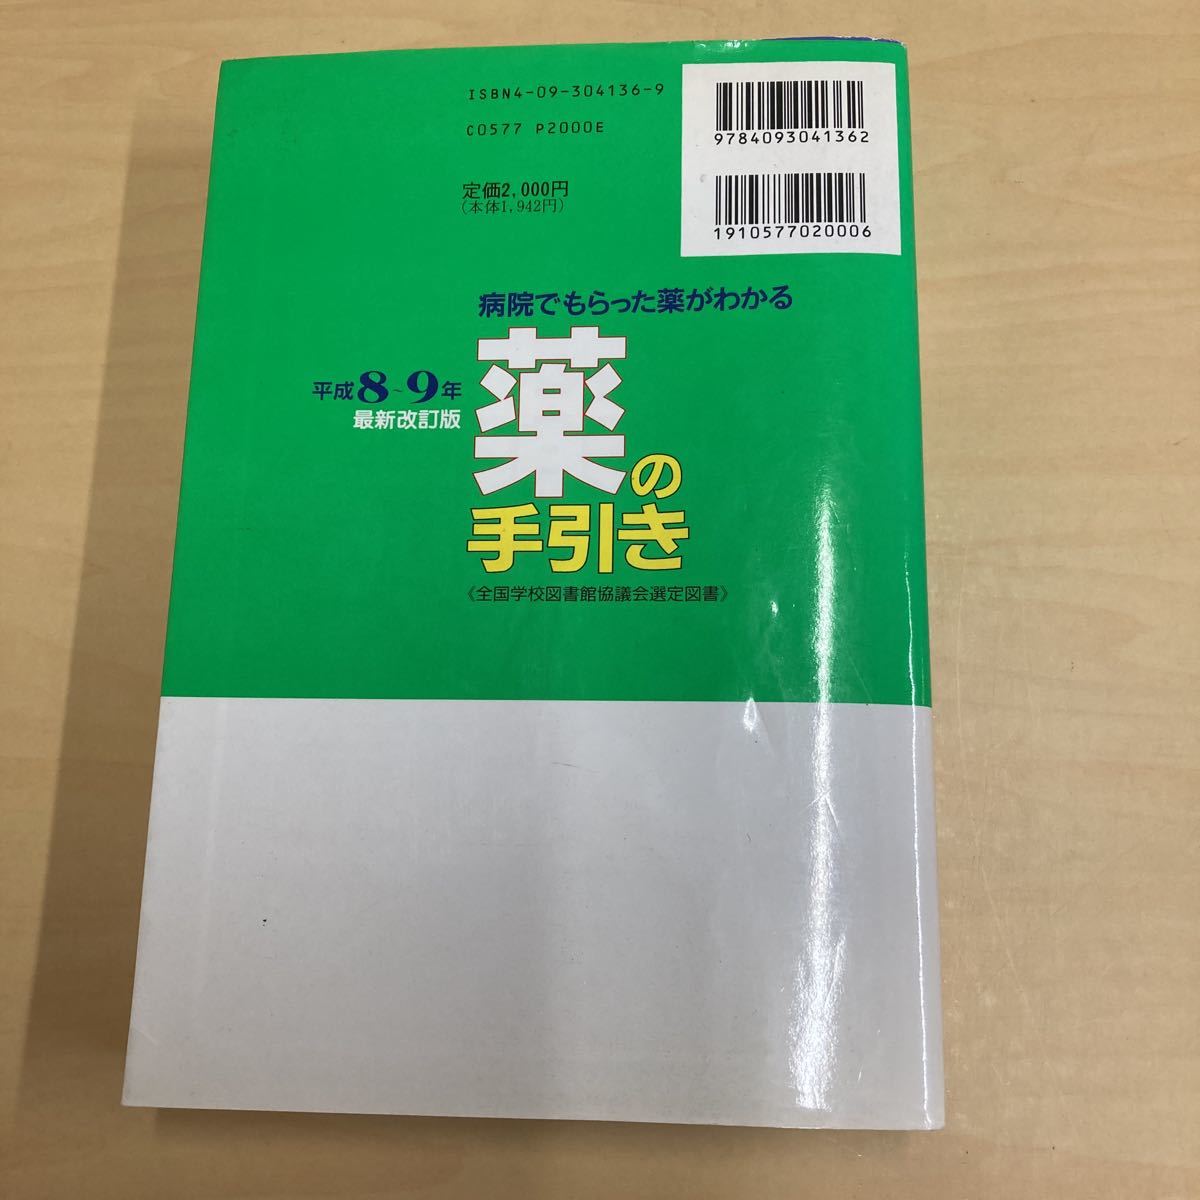 ISBN4-09-304136-9
C0577 P2000E
定価2,000円
(本体1,942円)
9784093041362
1910577020006
病院でもらった薬がわかる
平成8~9年
最新改訂版
薬の
手引き
《全国学校図書館協議会選定図書》